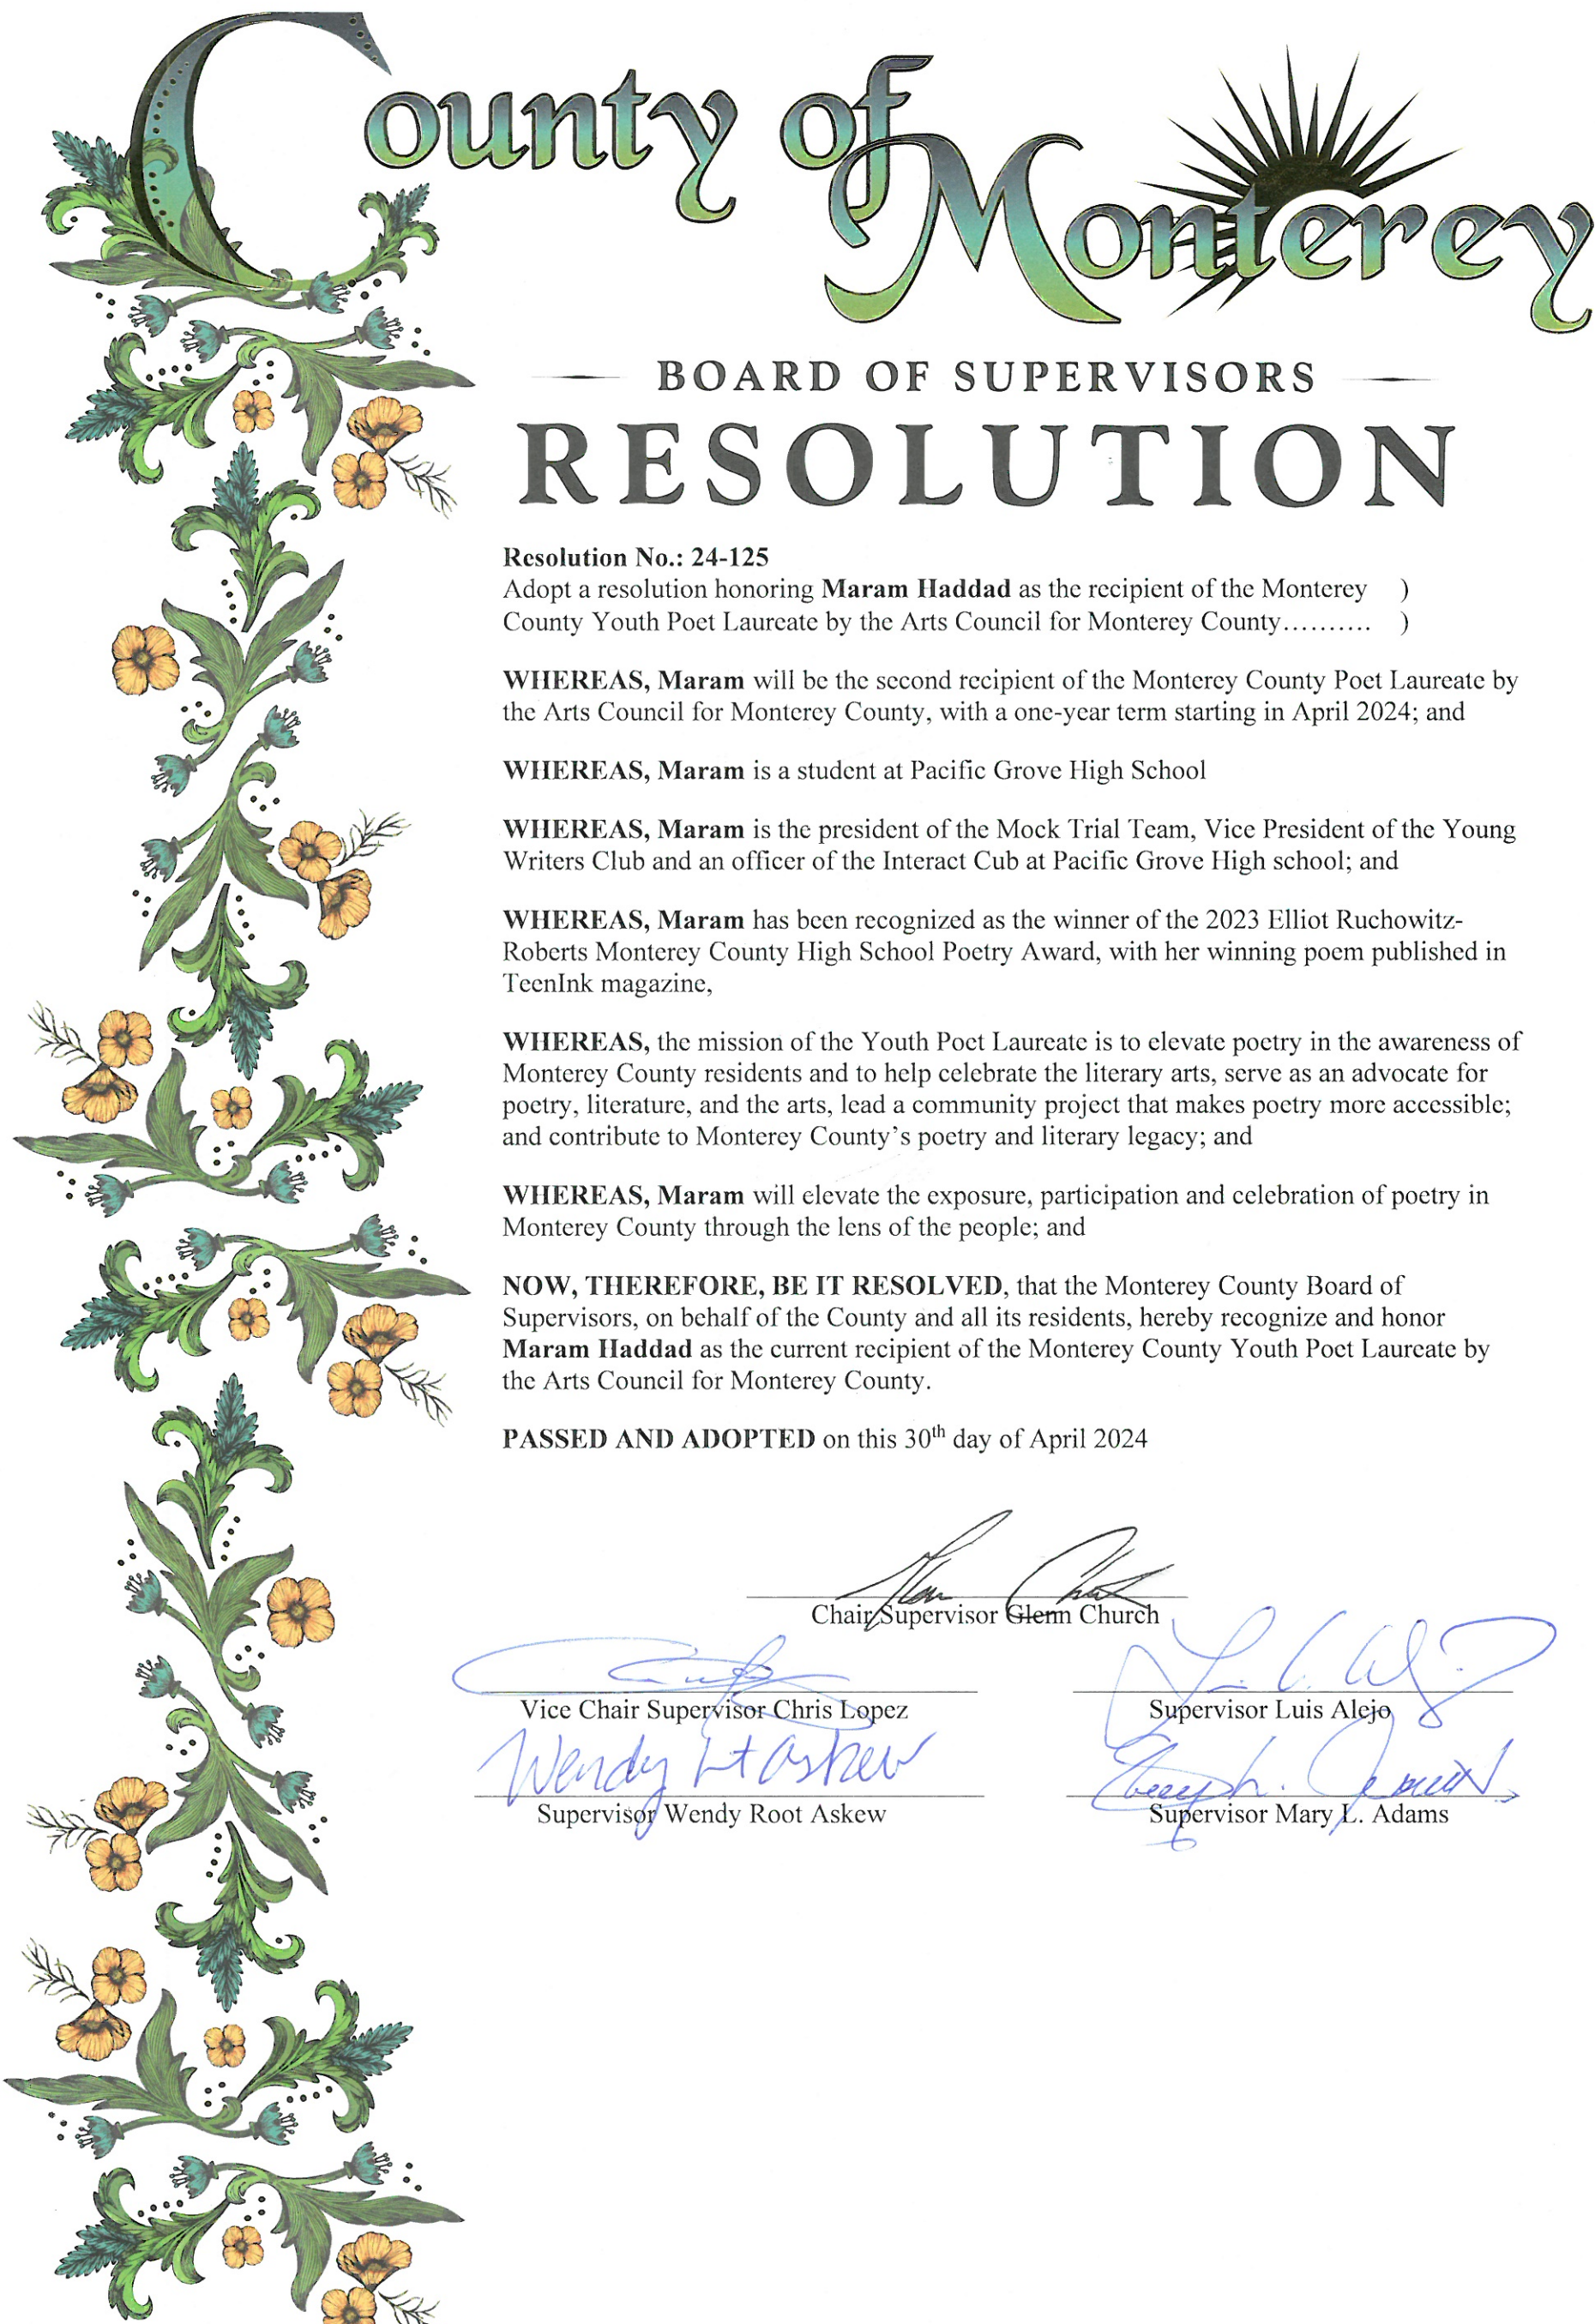 County of Monterey
BOARD OF SUPERVISORS
RESOLUTION
Resolution No.: 24-125
Adopt a resolution honoring Maram Haddad as the recipient of the Monterey )
County Youth Poet Laureate by the Arts Council for Monterey County.......... )
WHEREAS, Maram will be the second recipient of the Monterey County Poet Laureate by
the Arts Council for Monterey County, with a one-year term starting in April 2024; and
WHEREAS, Maram is a student at Pacific Grove High School
WHEREAS, Maram is the president of the Mock Trial Team, Vice President of the Young
Writers Club and an officer of the Interact Cub at Pacific Grove High school; and
WHEREAS, Maram has been recognized as the winner of the 2023 Elliot Ruchowitz-
Roberts Monterey County High School Poetry Award, with her winning poem published in
TeenInk magazine,
WHEREAS, the mission of the Youth Poet Laureate is to elevate poetry in the awareness of
Monterey County residents and to help celebrate the literary arts, serve as an advocate for
poetry, literature, and the arts, lead a community project that makes poetry more accessible;
and contribute to Monterey County’s poetry and literary legacy; and
WHEREAS, Maram will elevate the exposure, participation and celebration of poetry in
Monterey County through the lens of the people; and
NOW, THEREFORE, BE IT RESOLVED, that the Monterey County Board of
Supervisors, on behalf of the County and all its residents, hereby recognize and honor
Maram Haddad as the current recipient of the Monterey County Youth Poet Laureate by
the Arts Council for Monterey County.
PASSED AND ADOPTED on this 30th day of April 2024
Chair Supervisor Glenn Church
Vice Chair Supervisor Chris Lopez
Supervisor Luis Alejo
Wendy Rt Askew
Supervisor Wendy Root Askew
Supervisor Mary L. Adams